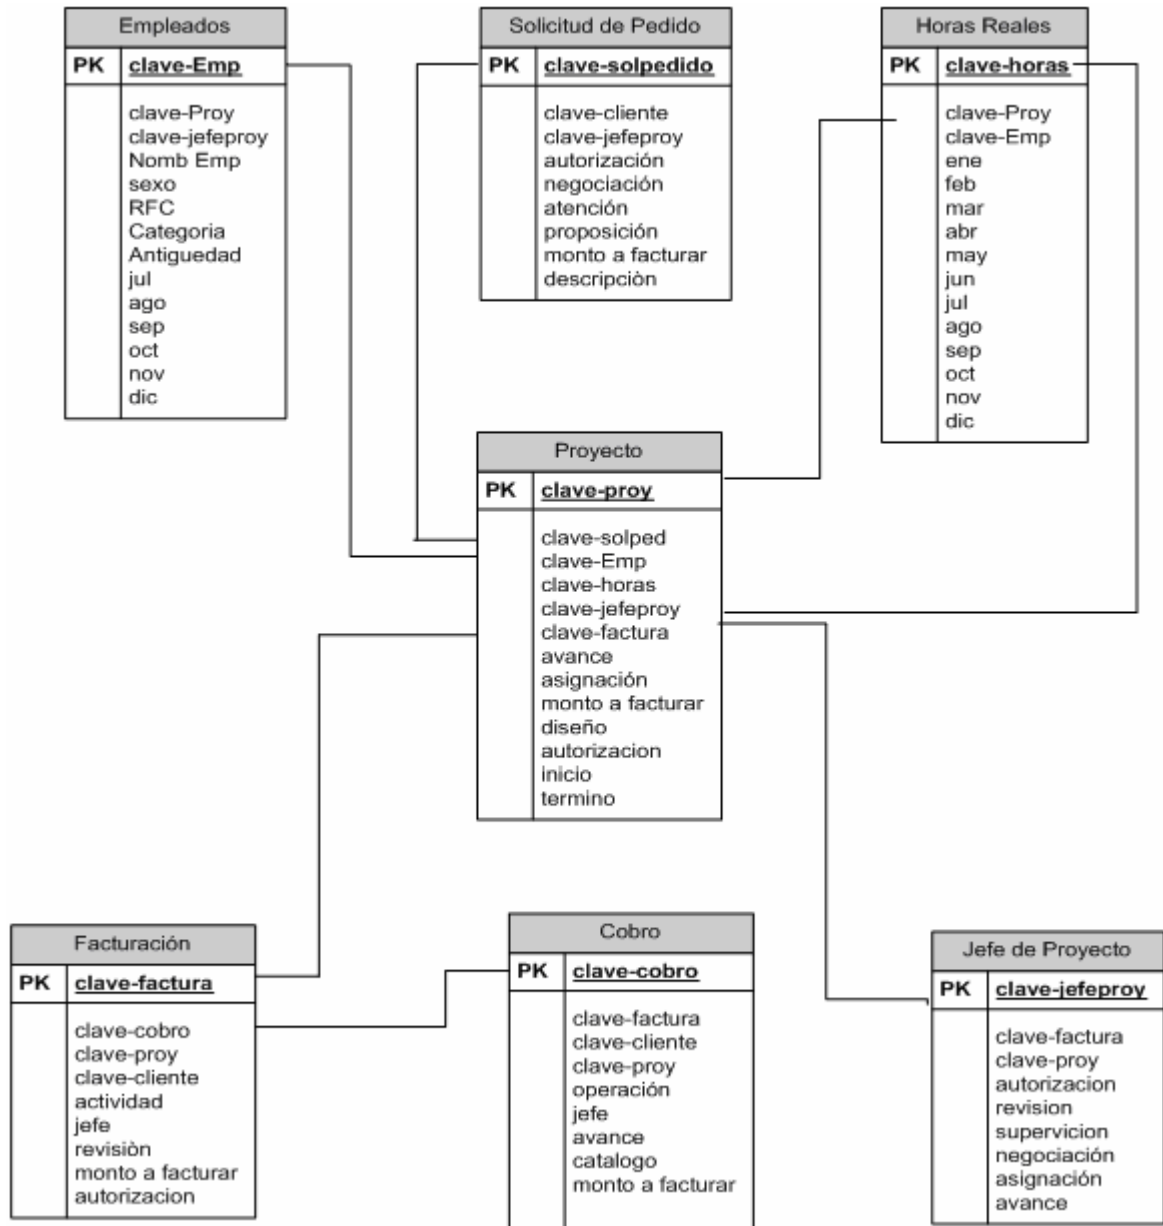 Empleados
PK clave-Emp
clave-Proy
clave-jefeproy
Nomb Emp
sexo
RFC
Categoria
Antiguedad
jul
ago
sep
oct
nov
dic
Solicitud de Pedido
PK clave-solpedido
clave-cliente
clave-jefeproy
autorización
negociación
atención
proposición
monto a facturar
descripciòn
Horas Reales
PK clave-horas
clave-Proy
clave-Emp
ene
feb
mar
abr
may
jun
jul
ago
sep
oct
nov
dic
Proyecto
PK clave-proy
clave-solped
clave-Emp
clave-horas
clave-jefeproy
clave-factura
avance
asignación
monto a facturar
diseño
autorizacion
inicio
termino
Facturación
PK clave-factura
clave-cobro
clave-proy
clave-cliente
actividad
jefe
revisiòn
monto a facturar
autorizacion
Cobro
PK clave-cobro
clave-factura
clave-cliente
clave-proy
operación
jefe
avance
catalogo
monto a facturar
Jefe de Proyecto
PK clave-jefeproy
clave-factura
clave-proy
autorizacion
revision
supervicion
negociación
asignación
avance